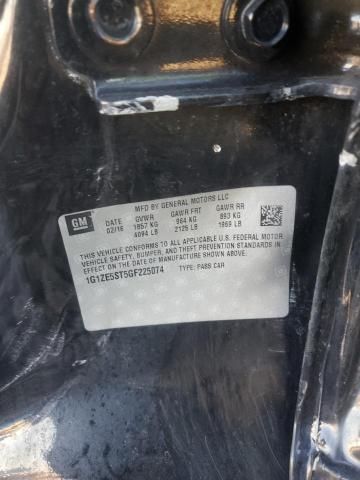 MFD BY GENERAL MOTORS LLC
GM DATE GVWR GAWR FRT GAWR RR
02/16 1857 KG 964 KG 893 KG
4094 LB 2125 LB 1969 LB
THIS VEHICLE CONFORMS TO ALL APPLICABLE U.S. FEDERAL MOTOR
VEHICLE SAFETY, BUMPER, AND THEFT PREVENTION STANDARDS IN
EFFECT ON THE DATE OF MANUFACTURE SHOWN ABOVE.
1G1ZE5ST5GF225074 TYPE: PASS CAR